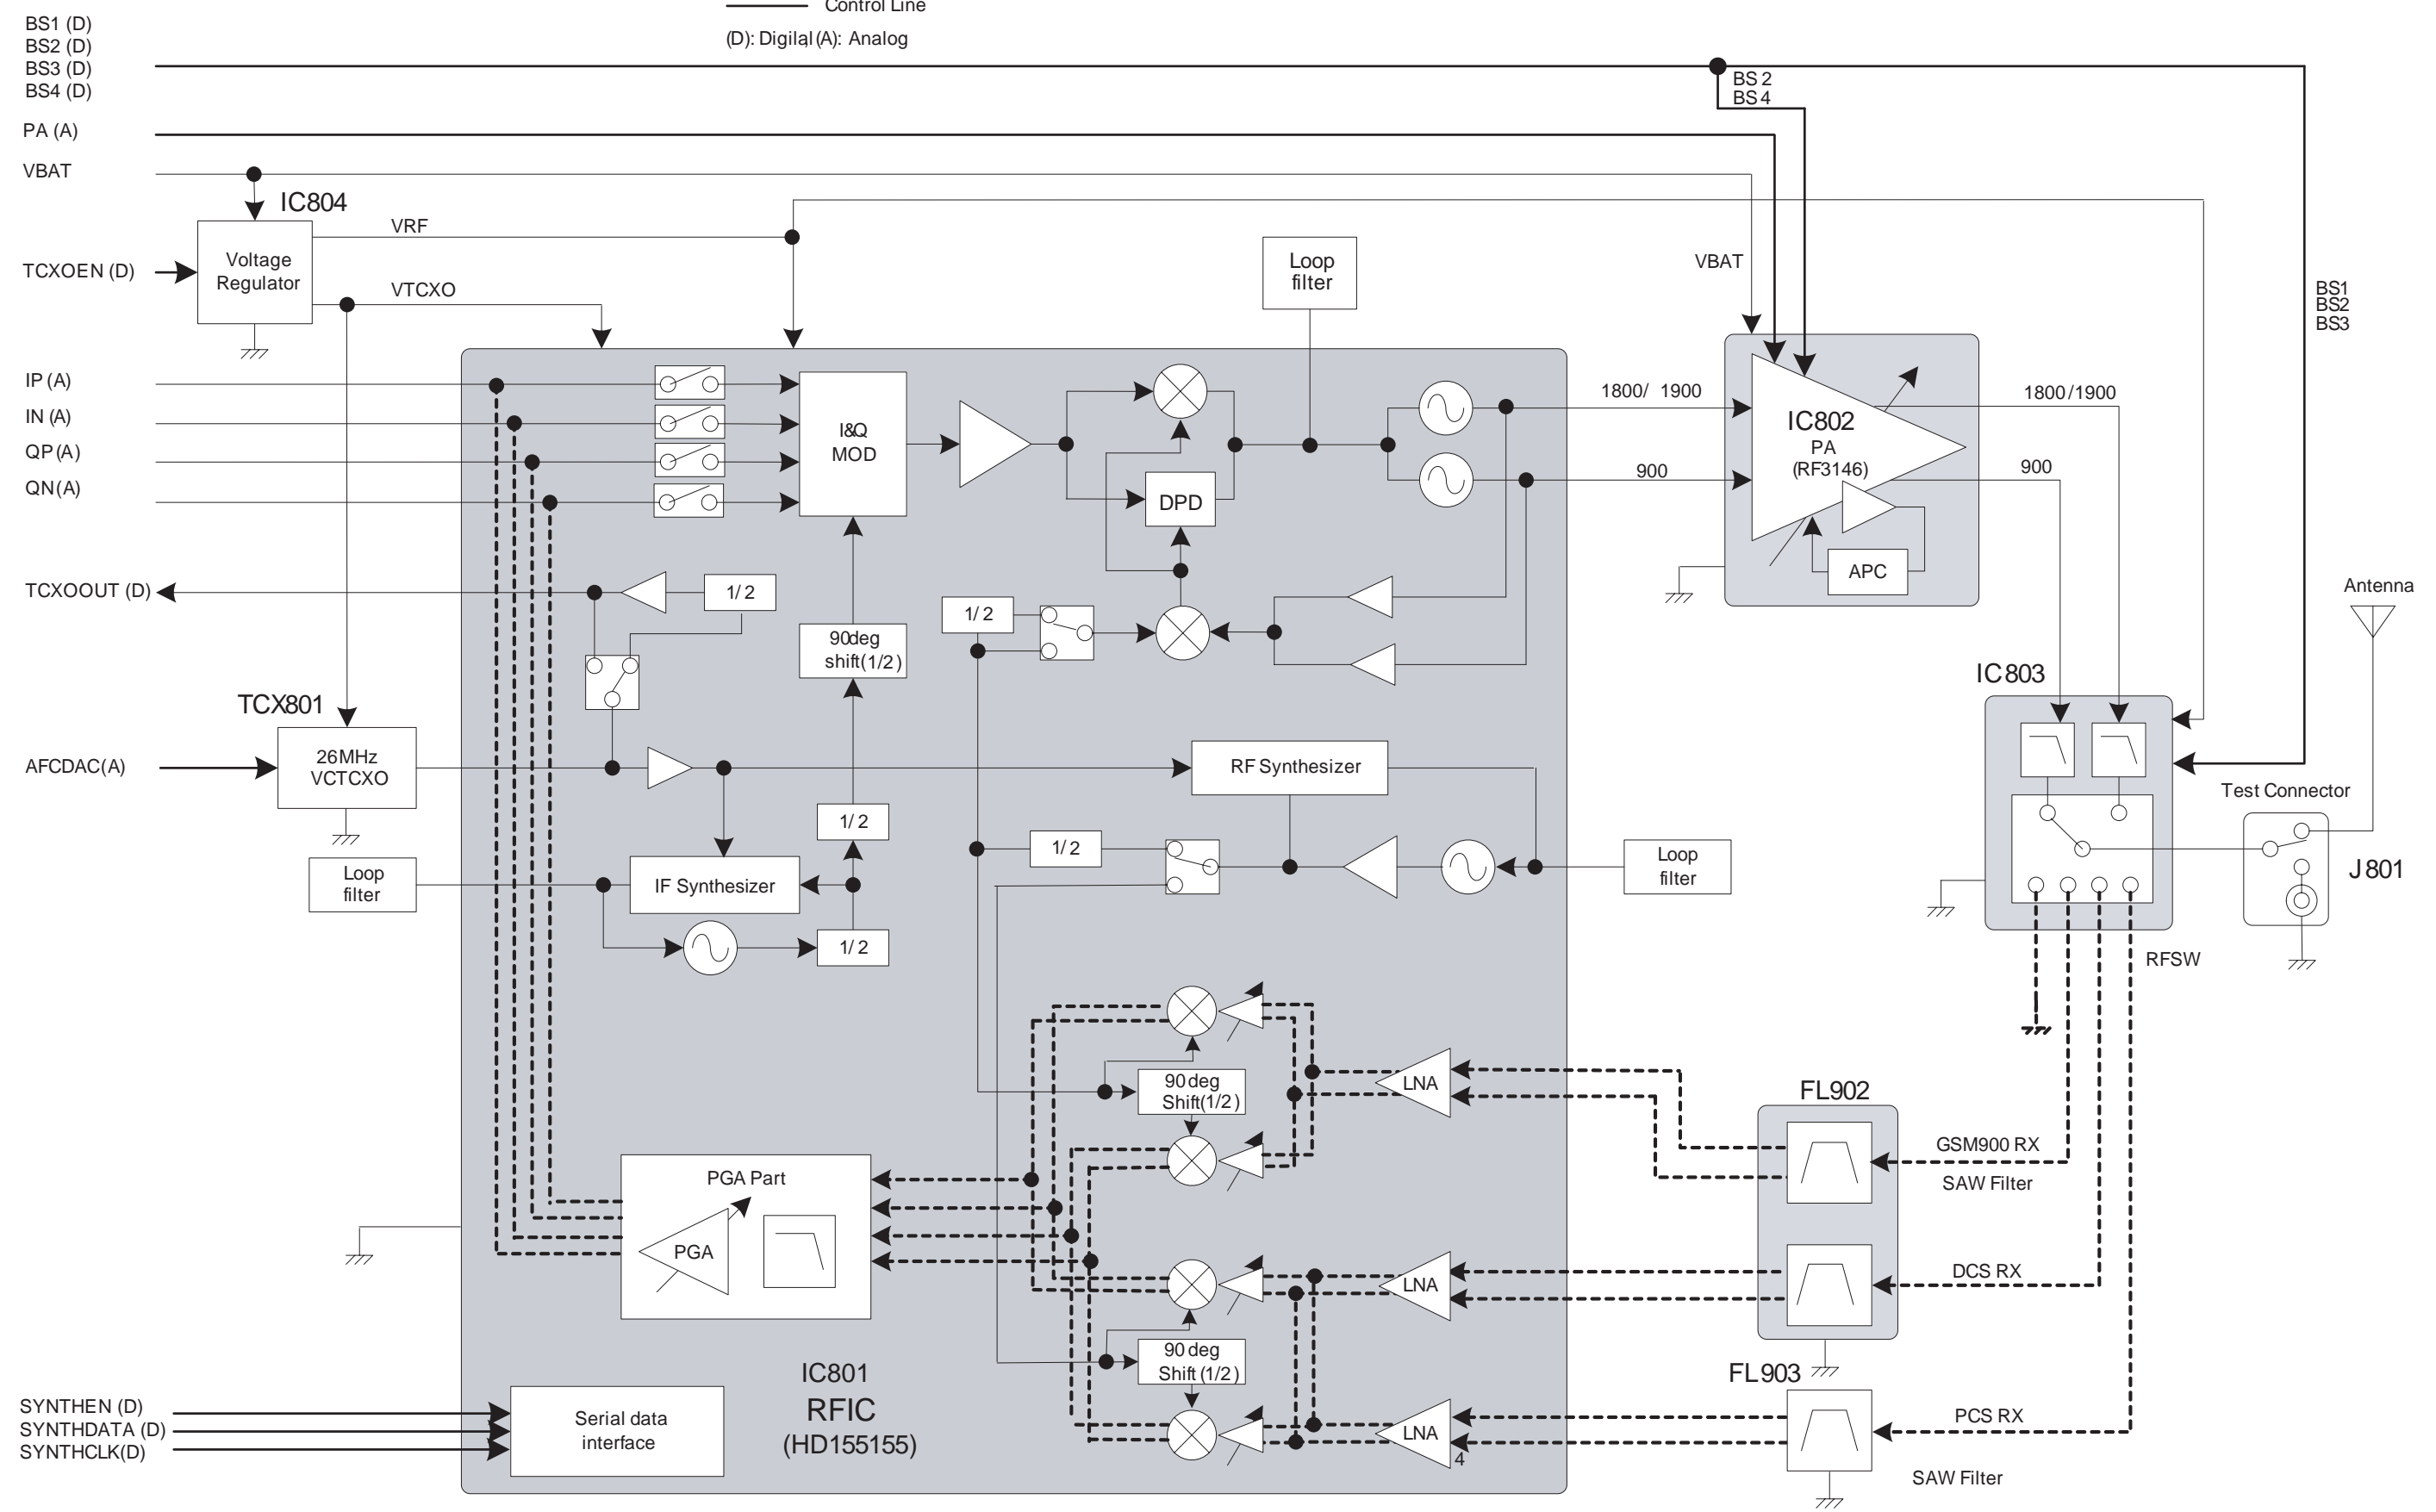 Control Line
(D): Digilal (A): Analog
BS1 (D)
BS2 (D)
BS3 (D)
BS4 (D)
BS 2
BS 4
PA (A)
VBAT
IC804
VRF
Voltage
Regulator
TCXOEN (D)
VTCXO
Loop
filter
VBAT
BS1
BS2
BS3
IP (A)
IN (A)
QP (A)
QN (A)
I&Q
MOD
DPD
1800/ 1900
900
IC802
PA
(RF3146)
APC
1800/1900
900
Antenna
TCXOOUT (D)
1/ 2
90deg
shift(1/2)
1/ 2
IC803
TCX801
26MHz
VCTCXO
AFCDAC(A)
RF Synthesizer
Test Connector
1/ 2
1/ 2
Loop
filter
IF Synthesizer
Loop
filter
J801
1/ 2
RFSW
90 deg
Shift(1/2)
LNA
FL902
GSM900 RX
SAW Filter
PGA Part
PGA
LNA
DCS RX
90 deg
Shift (1/2)
FL903
IC801
RFIC
(HD155155)
LNA
4
PCS RX
SAW Filter
SYNTHEN (D)
SYNTHDATA (D)
SYNTHCLK(D)
Serial data
interface